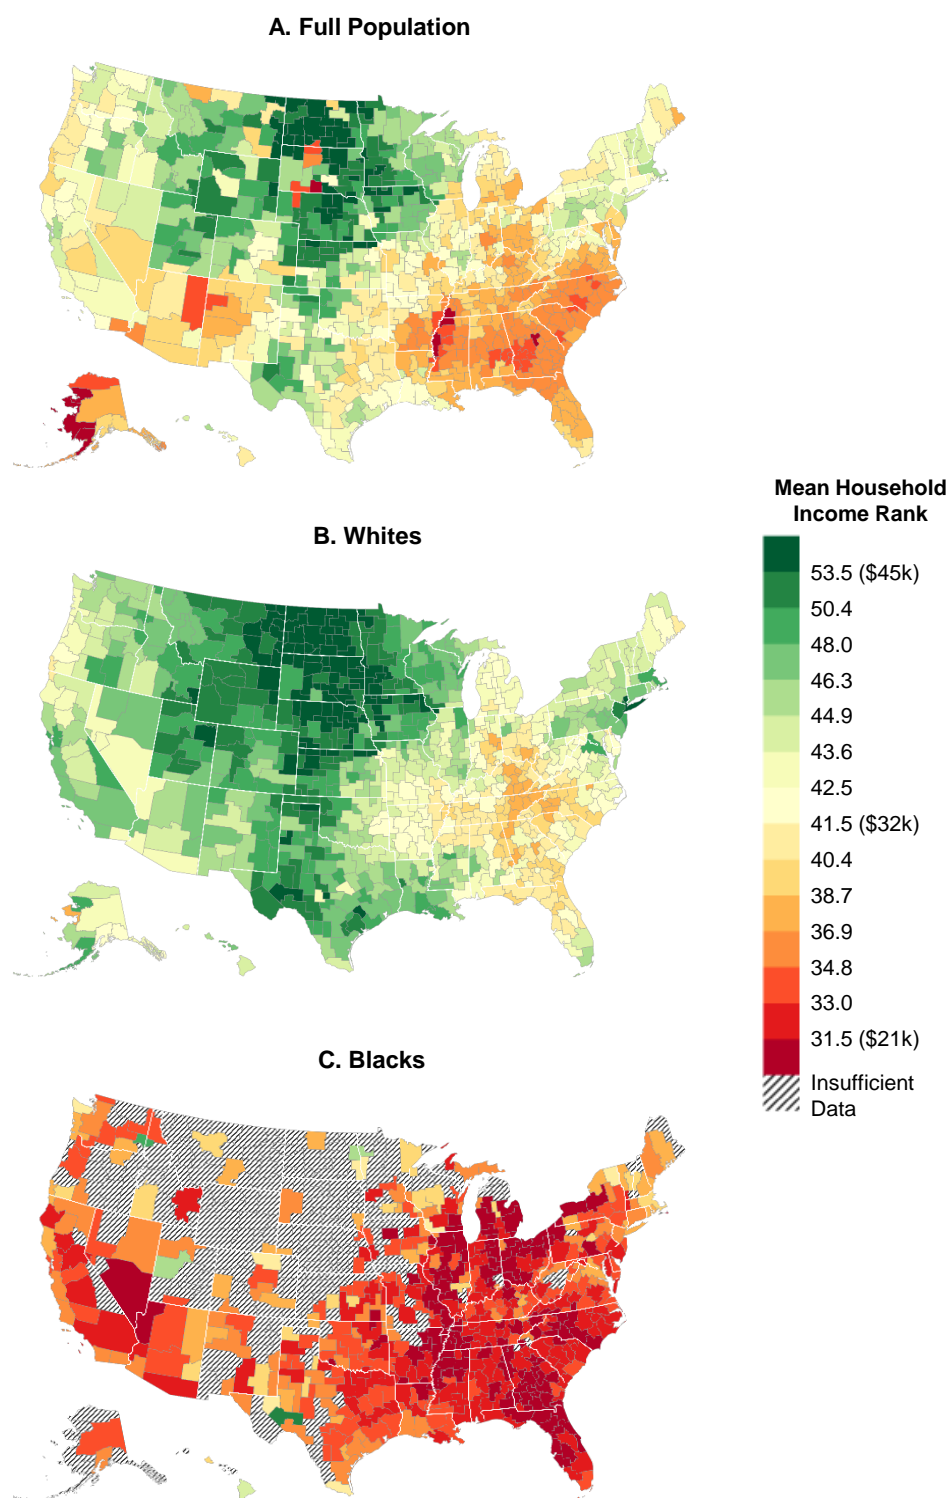 A. Full Population
Mean Household
Income Rank
B. Whites
53.5 ($45k)
50.4
48.0
46.3
44.9
43.6
42.5
41.5 ($32k)
40.4
38.7
36.9
34.8
33.0
31.5 ($21k)
Insufficient
Data
C. Blacks